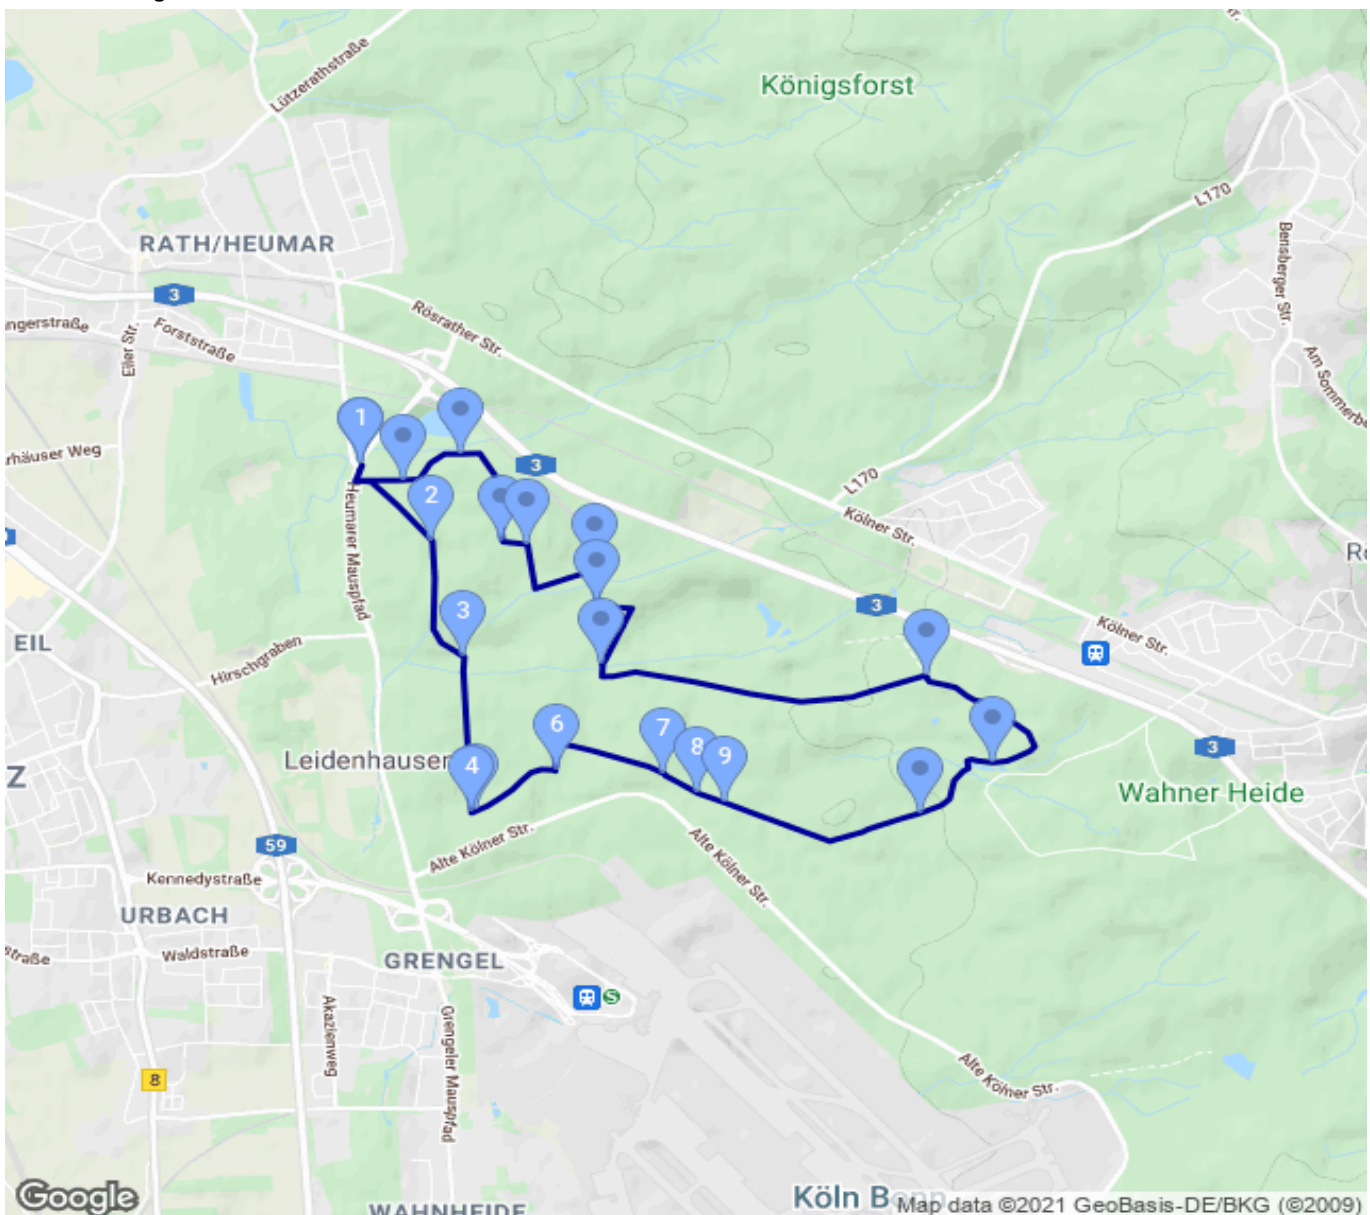 Königsforst
Lützerathstraße
L170
Bensberger Str.
RATH/HEUMAR
3
Rösrather Str.
ngerstraße
Forststraße
Eiler Str.
Am Sommerbe
1
rhäuser Weg
3
L170
2
Kölner Str.
Heumarer Mauspfad
3
3
Kölner Str.
EIL
Hirschgraben
6
7
8
9
3
Leidenhausen
4
Z
Wahner Heide
Alte Kölner Str.
Alte Kölner Str.
59
Kennedystraße
URBACH
Waldstraße
GRENGEL
S
Akazienweg
Grengeler Mauspfad
8
Alte Kölner Str.
Google
Köln Bonn
Map data ©2021 GeoBasis-DE/BKG (©2009)
WAHNHEIDE